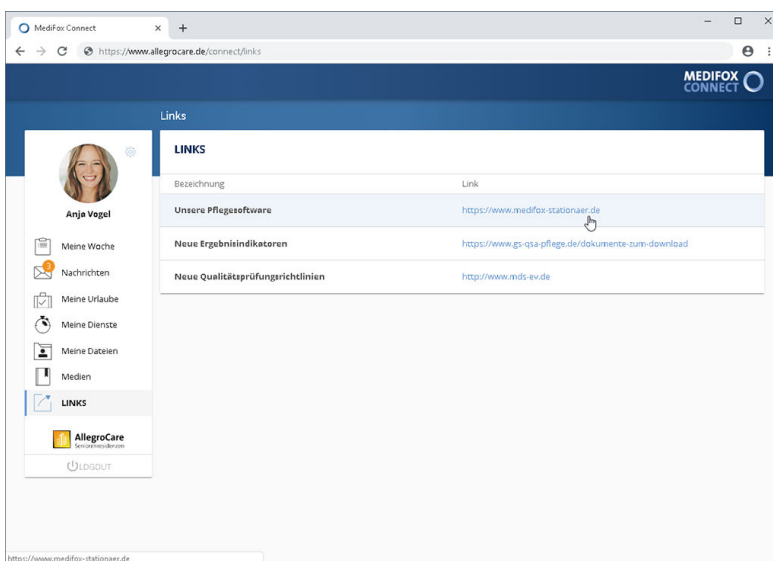 MediFox Connect
https://www.allegrocare.de/connect/links
MEDIFOX
CONNECT
Links
Anja Vogel
Meine Woche
3
Nachrichten
Meine Urlaube
Meine Dienste
Meine Dateien
Medien
LINKS
AllegroCare
Seniorenresidenzen
LOGOUT
LINKS
Bezeichnung Link
Unsere Pflegesoftware https://www.medifox-stationaer.de
Neue Ergebnisindikatoren https://www.gs-qsa-pflege.de/dokumente-zum-download
Neue Qualitätsprüfungsrichtlinien http://www.mds-ev.de
https://www.medifox-stationaer.de